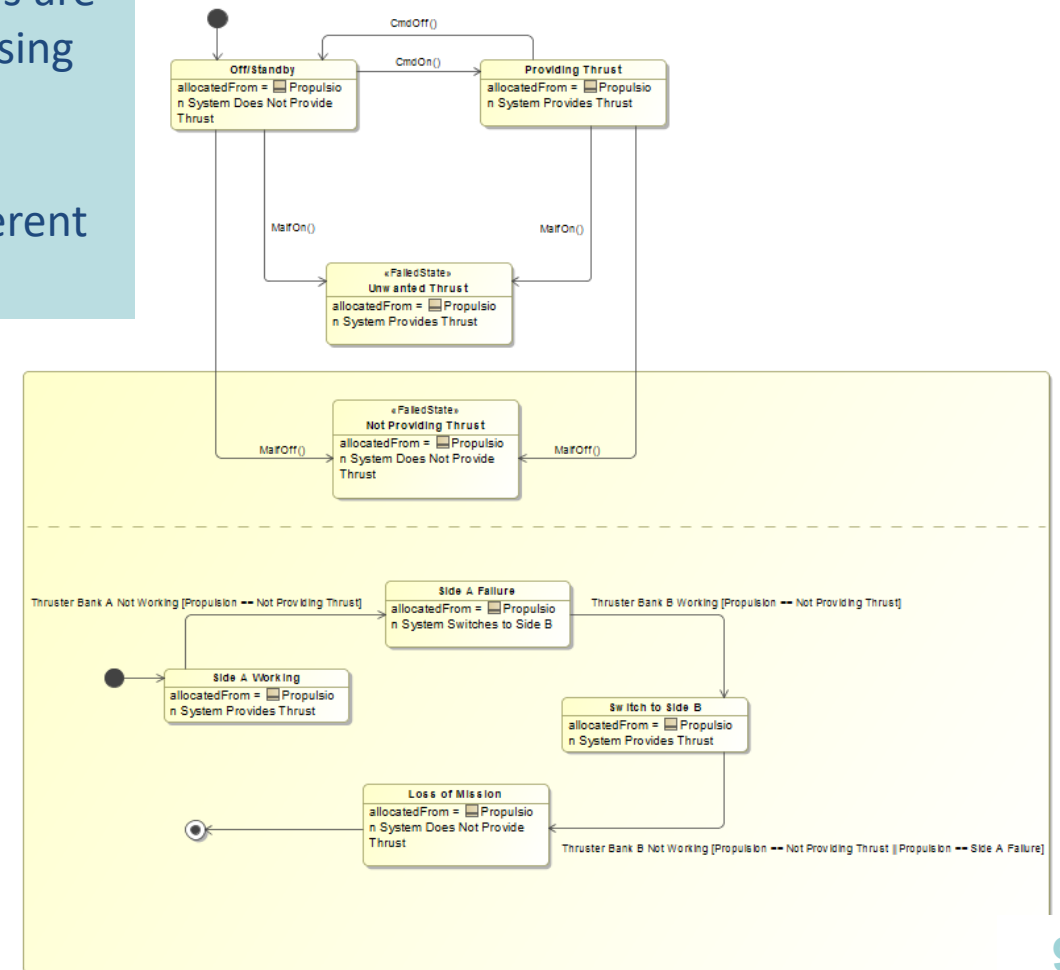 s are
sing
erent
CmdOff()
CmdOn()
Off/Standby
allocatedFrom = Propulsio
n System Does Not Provide
Thrust
Providing Thrust
allocatedFrom = Propulsio
n System Provides Thrust
MalfOn()
MalfOn()
«FailedState»
Unwanted Thrust
allocatedFrom = Propulsio
n System Provides Thrust
«FailedState»
Not Providing Thrust
allocatedFrom = Propulsio
n System Does Not Provide
Thrust
MalfOff()
MalfOff()
Side A Failure
allocatedFrom = Propulsio
n System Switches to Side B
Thruster Bank A Not Working [Propulsion == Not Providing Thrust]
Thruster Bank B Working [Propulsion == Not Providing Thrust]
Side A Working
allocatedFrom = Propulsio
n System Provides Thrust
Switch to Side B
allocatedFrom = Propulsio
n System Provides Thrust
Loss of Mission
allocatedFrom = Propulsio
n System Does Not Provide
Thrust
Thruster Bank B Not Working [Propulsion == Not Providing Thrust || Propulsion == Side A Failure]